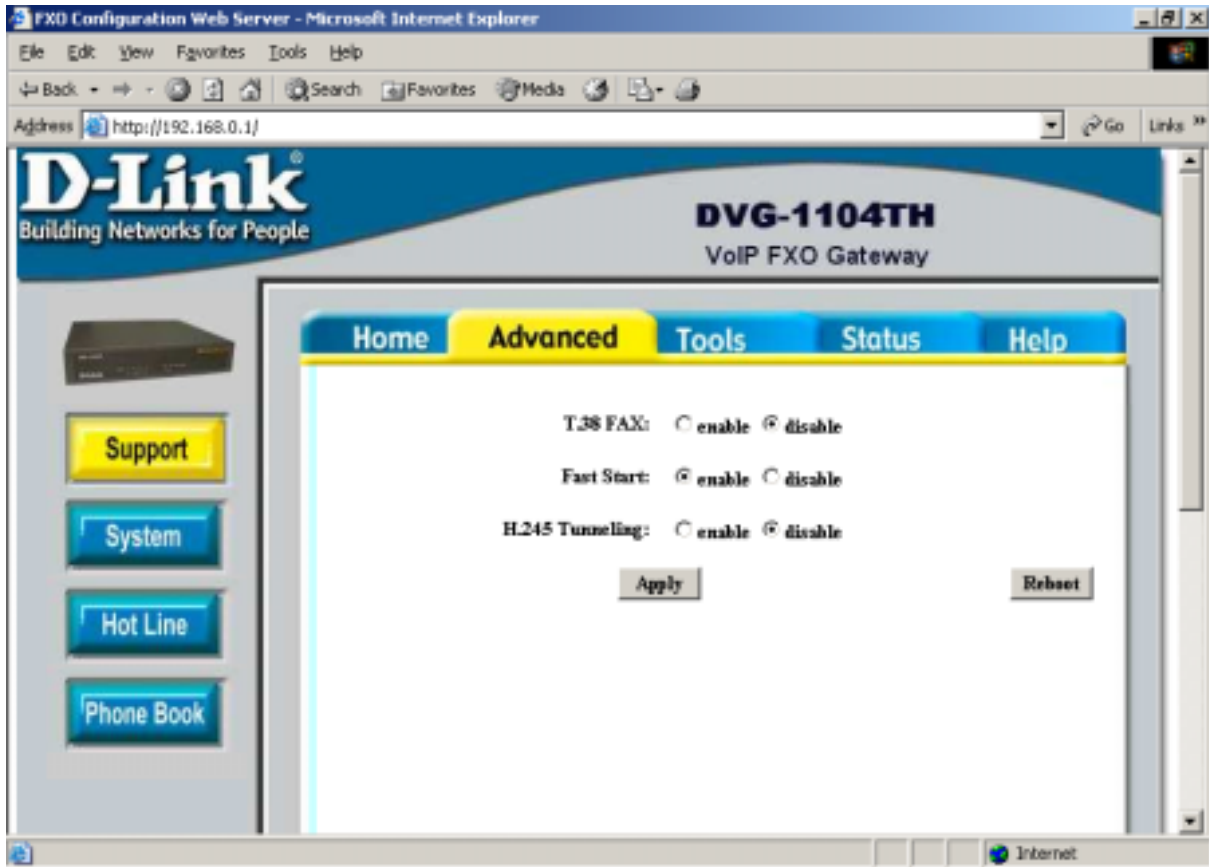 FXO Configuration Web Server - Microsoft Internet Explorer
File Edit View Favorites Tools Help
Back Search Favorites Media
Address http://192.168.0.1/ Go Links »
D-Link®
Building Networks for People
DVG-1104TH
VoIP FXO Gateway
Home Advanced Tools Status Help
Support
System
Hot Line
Phone Book
T.38 FAX: enable disable
Fast Start: enable disable
H.245 Tunneling: enable disable
Apply Reboot
Internet